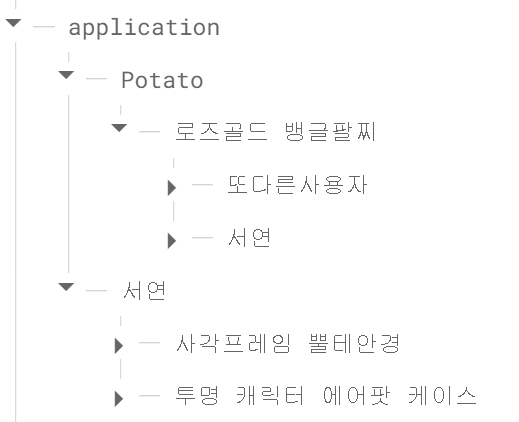 application
Potato
로즈골드 뱅글팔찌
또다른사용자
서연
서연
사각프레임 뿔테안경
투명 캐릭터 에어팟 케이스